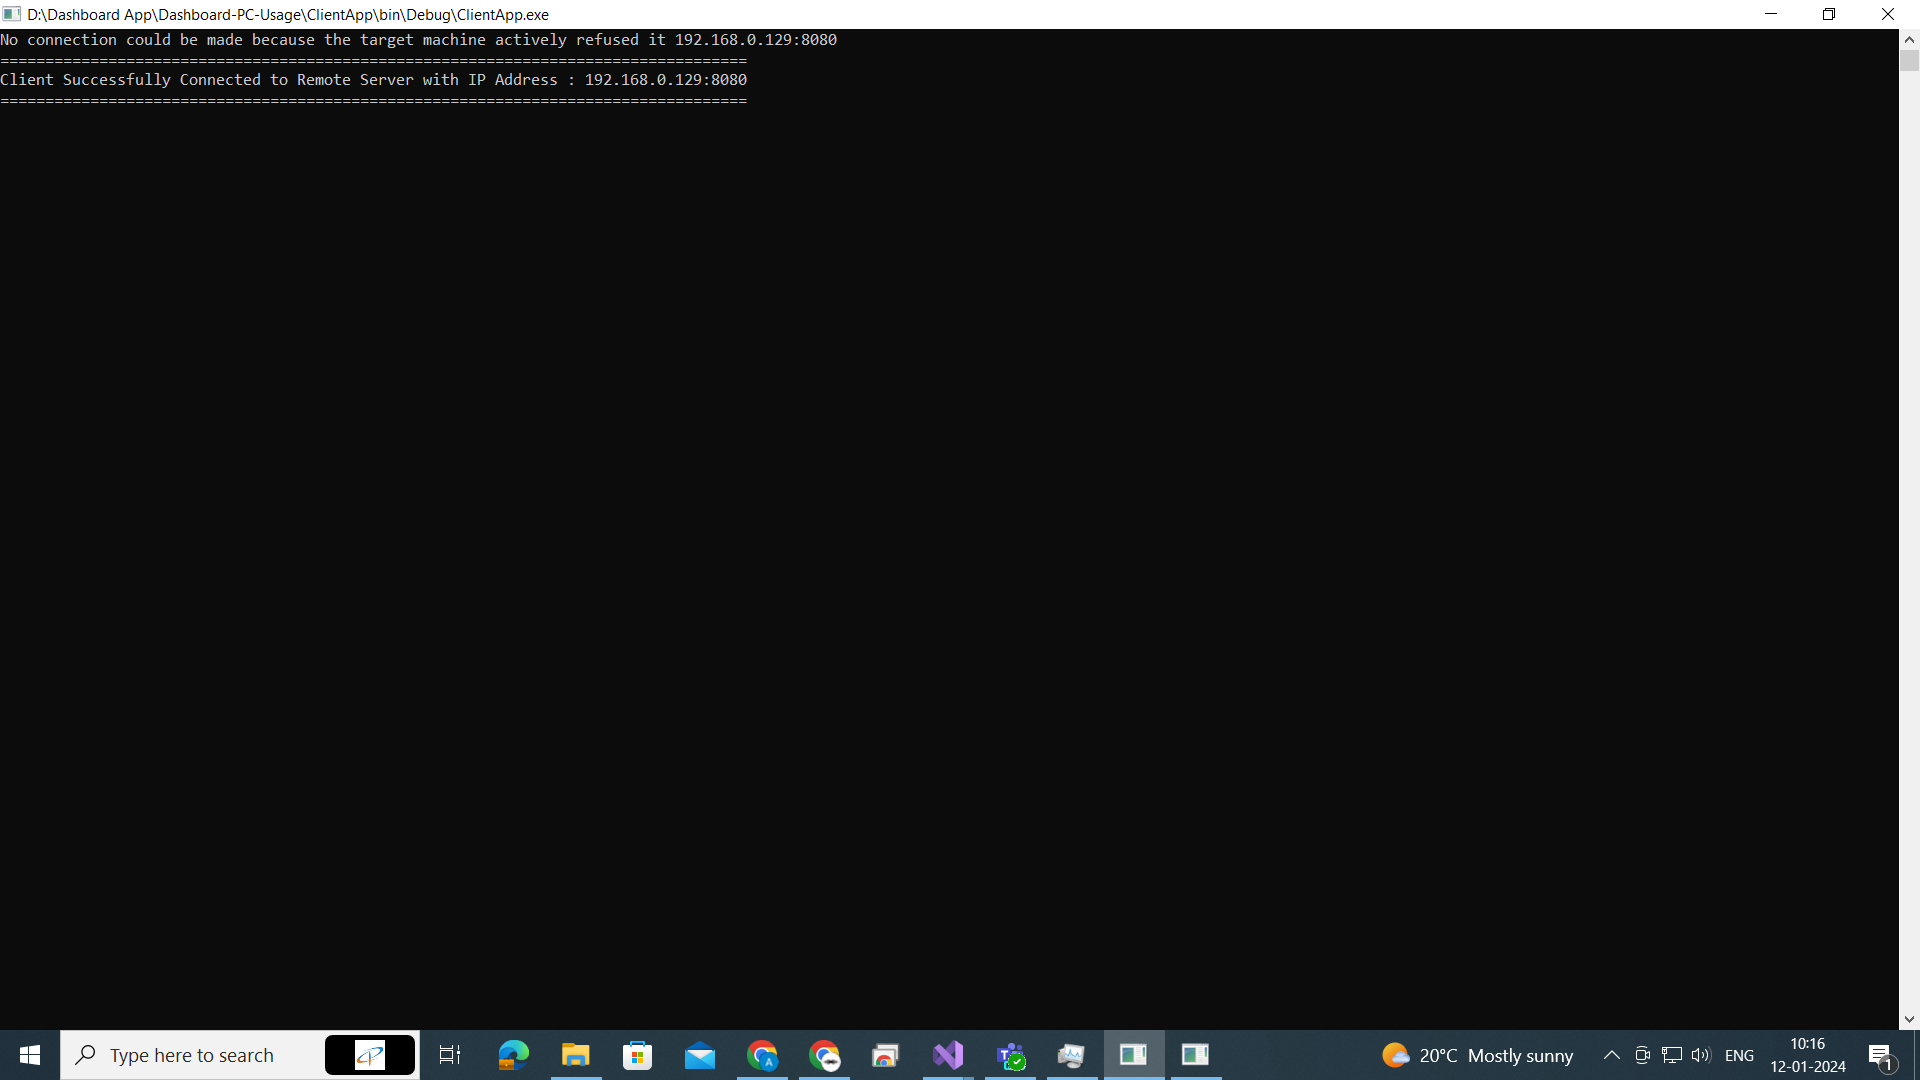 D:\Dashboard App\Dashboard-PC-Usage\ClientApp\bin\Debug\ClientApp.exe
No connection could be made because the target machine actively refused it 192.168.0.129:8080
===================================================================================
Client Successfully Connected to Remote Server with IP Address : 192.168.0.129:8080
===================================================================================
Type here to search
20°C Mostly sunny
ENG
10:16
12-01-2024
1